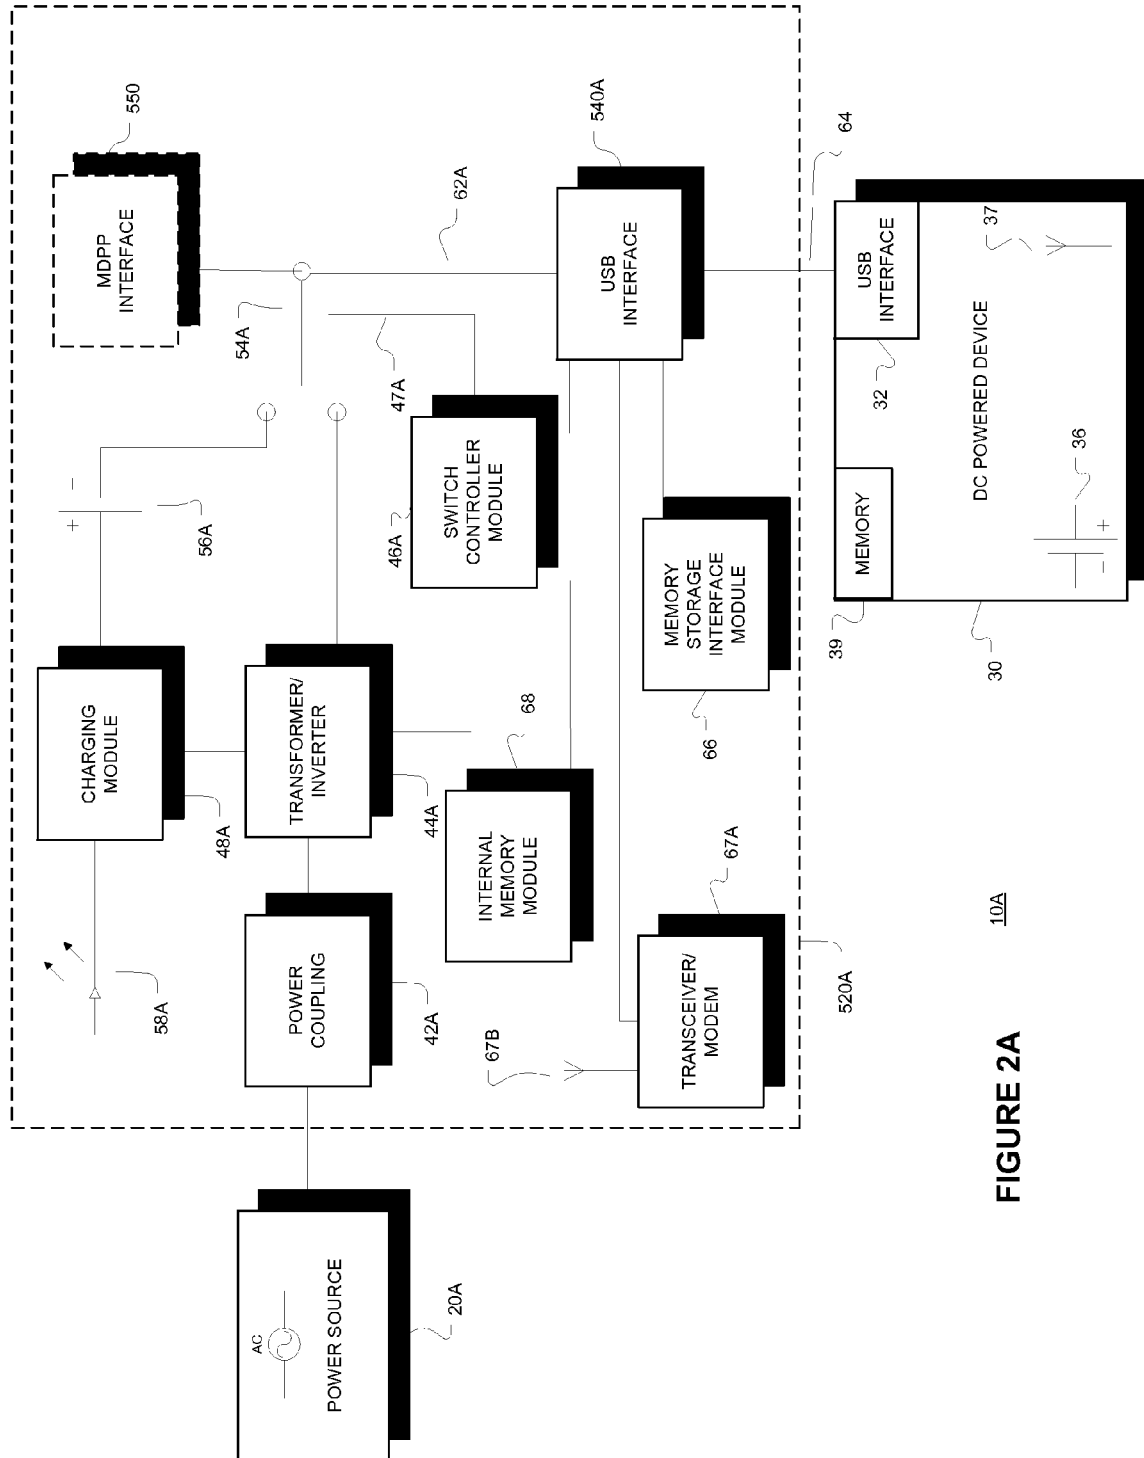 AC
POWER SOURCE
20A
58A
CHARGING
MODULE
48A
+ -
56A
MDPP
INTERFACE
550
POWER
COUPLING
42A
TRANSFORMER/
INVERTER
44A
54A
47A
62A
SWITCH
CONTROLLER
MODULE
46A
INTERNAL
MEMORY
MODULE
68
USB
INTERFACE
540A
67B
TRANSCEIVER/
MODEM
67A
MEMORY
STORAGE
INTERFACE
MODULE
66
520A
64
MEMORY
39
USB
INTERFACE
32
37
DC POWERED DEVICE
36
- +
30
10A
FIGURE 2A